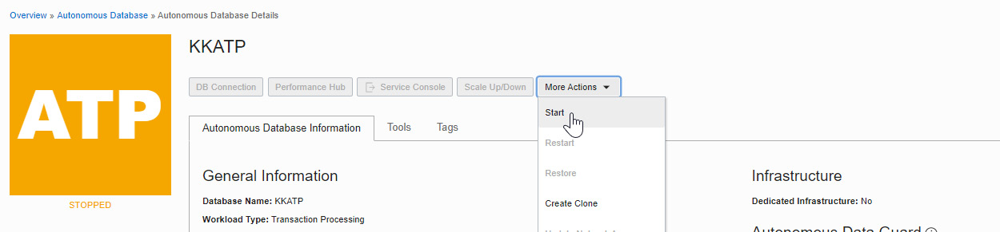 Overview » Autonomous Database » Autonomous Database Details
ATP
STOPPED
KKATP
DB Connection Performance Hub Service Console Scale Up/Down More Actions
Start
Restart
Restore
Create Clone
Autonomous Database Information Tools Tags
General Information
Database Name: KKATP
Workload Type: Transaction Processing
Infrastructure
Dedicated Infrastructure: No
Autonomous Data Guard